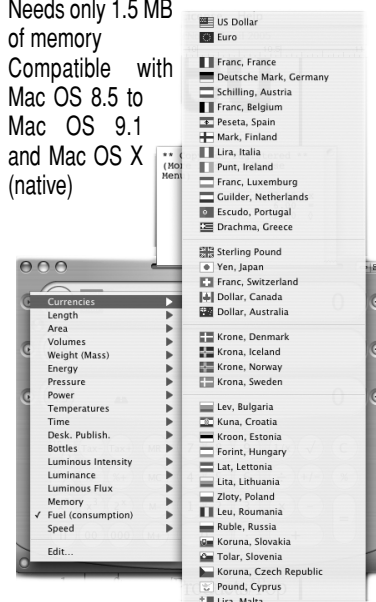 Needs only 1.5 MB
of memory
Compatible with
Mac OS 8.5 to
Mac OS 9.1
and Mac OS X
(native)
Currencies
Length
Area
Volumes
Weight (Mass)
Energy
Pressure
Power
Temperatures
Time
Desk. Publish.
Bottles
Luminous Intensity
Luminance
Luminous Flux
Memory
✓ Fuel (consumption)
Speed
Edit...
US Dollar
Euro
Franc, France
Deutsche Mark, Germany
Schilling, Austria
Franc, Belgium
Peseta, Spain
Mark, Finland
Lira, Italia
Punt, Ireland
Franc, Luxemburg
Guilder, Netherlands
Escudo, Portugal
Drachma, Greece
Sterling Pound
Yen, Japan
Franc, Switzerland
Dollar, Canada
Dollar, Australia
Krone, Denmark
Krona, Iceland
Krone, Norway
Krona, Sweden
Lev, Bulgaria
Kuna, Croatia
Kroon, Estonia
Forint, Hungary
Lat, Lettonia
Lita, Lithuania
Zloty, Poland
Leu, Roumania
Ruble, Russia
Koruna, Slovakia
Tolar, Slovenia
Koruna, Czech Republic
Pound, Cyprus
Lira, Malta